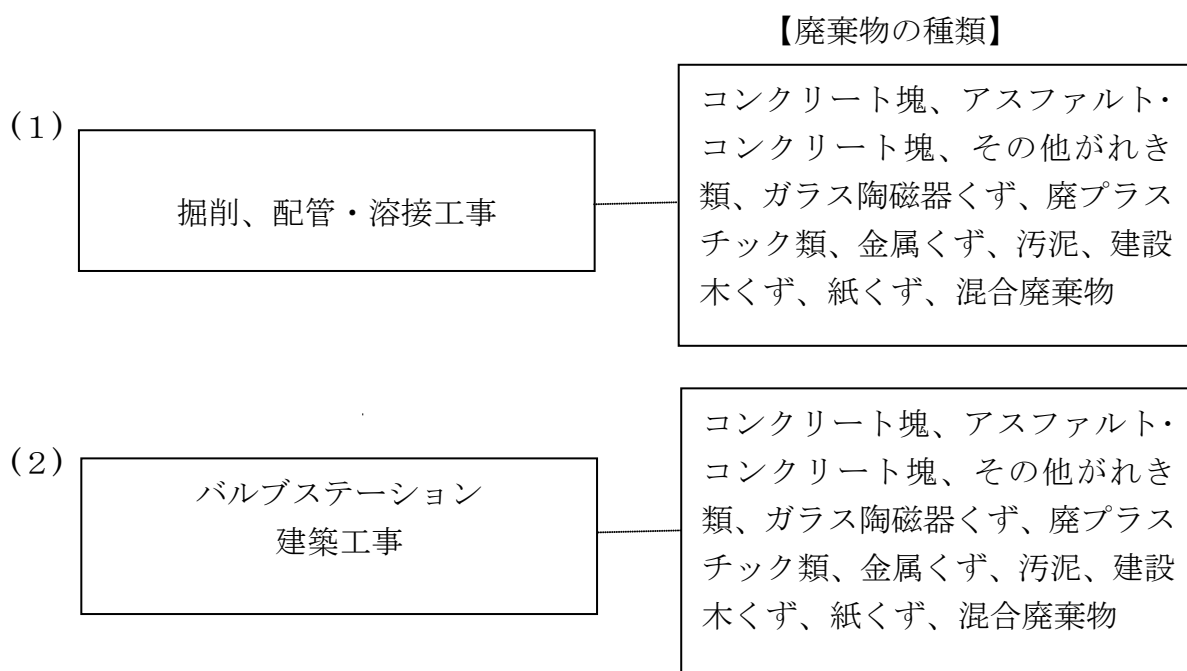 【廃棄物の種類】
(1)
掘削、配管・溶接工事
コンクリート塊、アスファルト・
コンクリート塊、その他がれき
類、ガラス陶磁器くず、廃プラス
チック類、金属くず、汚泥、建設
木くず、紙くず、混合廃棄物
(2)
バルブステーション
建築工事
コンクリート塊、アスファルト・
コンクリート塊、その他がれき
類、ガラス陶磁器くず、廃プラス
チック類、金属くず、汚泥、建設
木くず、紙くず、混合廃棄物